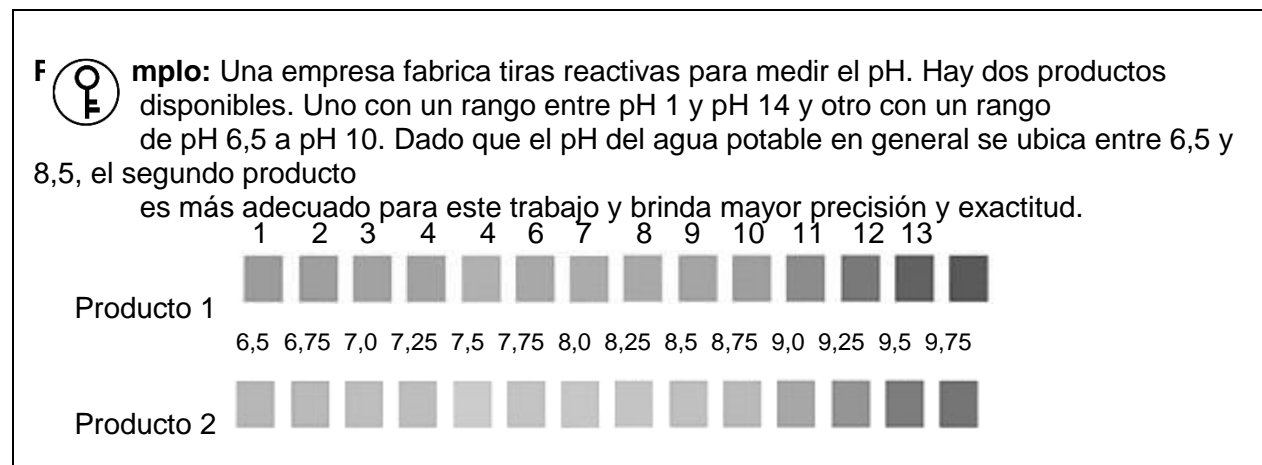 mplo: Una empresa fabrica tiras reactivas para medir el pH. Hay dos productos
disponibles. Uno con un rango entre pH 1 y pH 14 y otro con un rango
de pH 6,5 a pH 10. Dado que el pH del agua potable en general se ubica entre 6,5 y
8,5, el segundo producto
es más adecuado para este trabajo y brinda mayor precisión y exactitud.
1 2 3 4 4 6 7 8 9 10 11 12 13
Producto 1
6,5 6,75 7,0 7,25 7,5 7,75 8,0 8,25 8,5 8,75 9,0 9,25 9,5 9,75
Producto 2